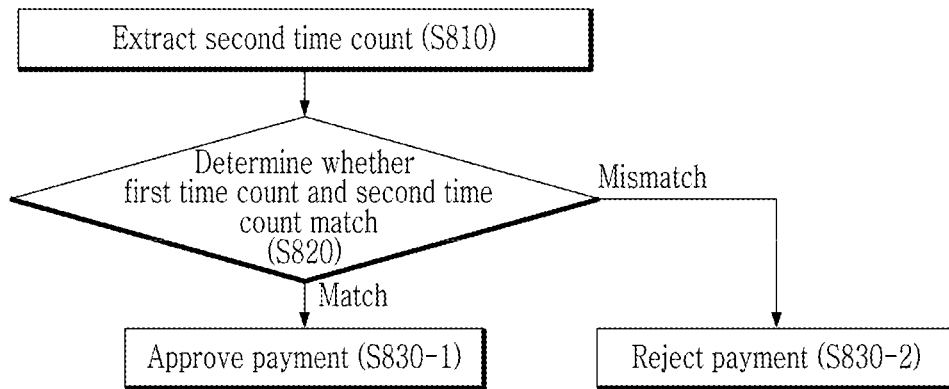 Extract second time count (S810)
Determine whether
first time count and second time
count match
(S820)
Mismatch
Match
Approve payment (S830-1)
Reject payment (S830-2)